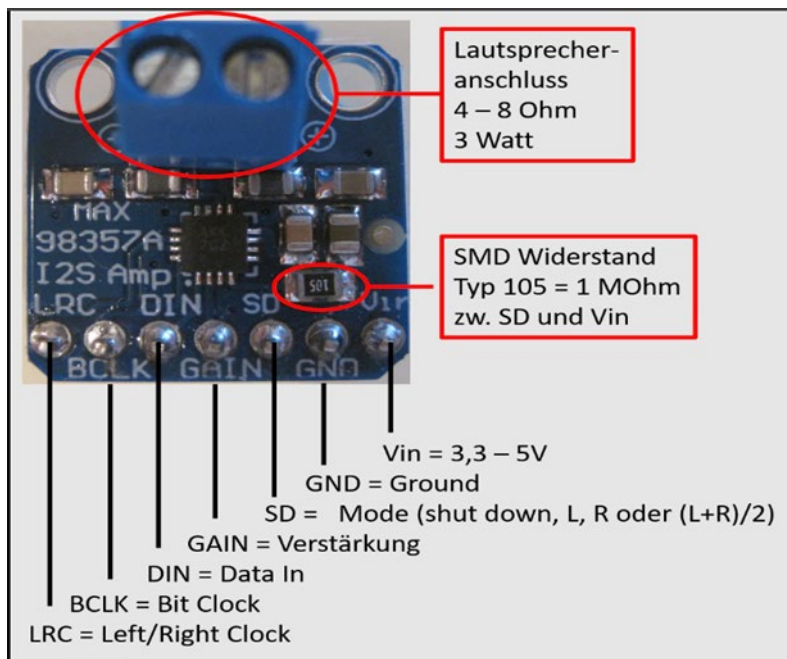 Lautsprecher-
anschluss
4 – 8 Ohm
3 Watt
MAX
98357A
I2S Amp.
SMD Widerstand
Typ 105 = 1 MOhm
zw. SD und Vin
105
LRC DIN SD Vin
BCLK GAIN GND
Vin = 3,3 – 5V
GND = Ground
SD = Mode (shut down, L, R oder (L+R)/2)
GAIN = Verstärkung
DIN = Data In
BCLK = Bit Clock
LRC = Left/Right Clock